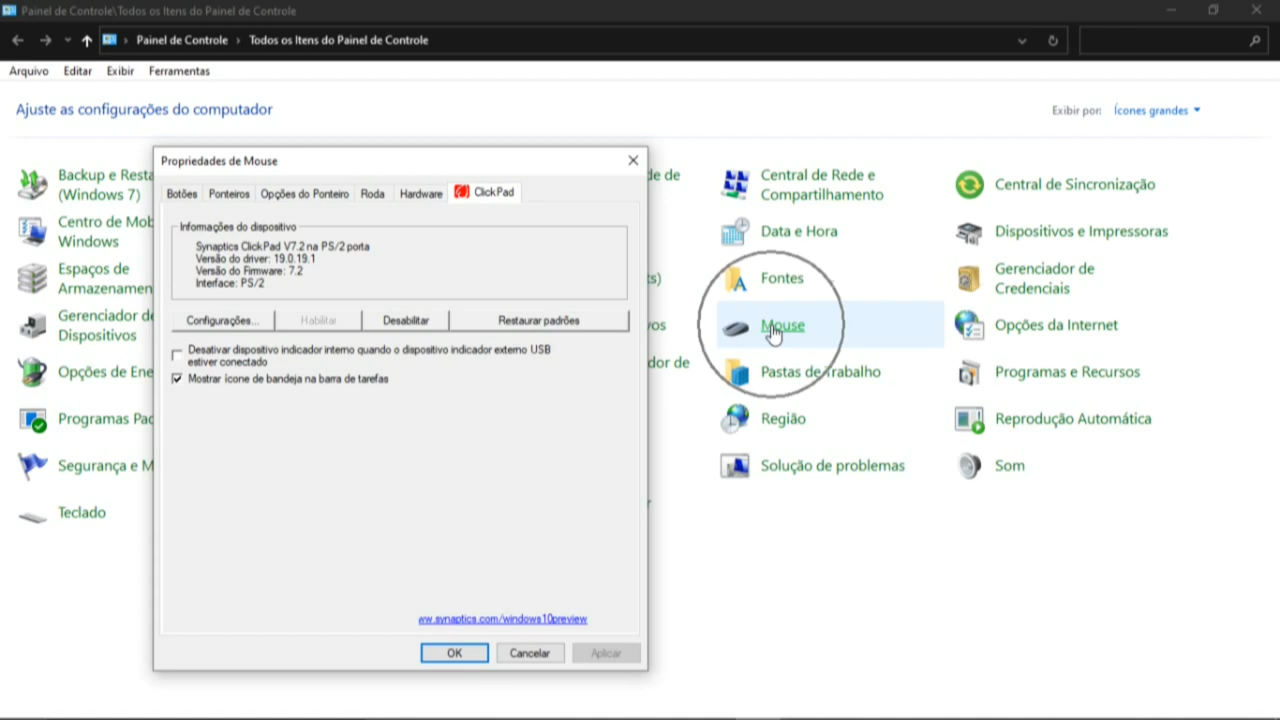 Painel de Controle\Todos os Itens do Painel de Controle
Painel de Controle › Todos os Itens do Painel de Controle
Arquivo Editar Exibir Ferramentas
Ajuste as configurações do computador
Exibir por: Ícones grandes
Backup e Resta
(Windows 7)
Centro de Mob
Windows
Espaços de
Armazenamen
Gerenciador de
Dispositivos
Opções de Ene
Programas Pad
Segurança e M
Teclado
Propriedades de Mouse
Botões Ponteiros Opções do Ponteiro Roda Hardware ClickPad
Informações do dispositivo
Synaptics ClickPad V7.2 na PS/2 porta
Versão do driver: 19.0.19.1
Versão do Firmware: 7.2
Interface: PS/2
Configurações... Habilitar Desabilitar Restaurar padrões
Desativar dispositivo indicador interno quando o dispositivo indicador externo USB
estiver conectado
Mostrar ícone de bandeja na barra de tarefas
ww.synaptics.com/windows10preview
OK Cancelar Aplicar
de de
ts)
vos
dor de
r
Central de Rede e
Compartilhamento
Data e Hora
Fontes
Mouse
Pastas de Trabalho
Região
Solução de problemas
Central de Sincronização
Dispositivos e Impressoras
Gerenciador de
Credenciais
Opções da Internet
Programas e Recursos
Reprodução Automática
Som